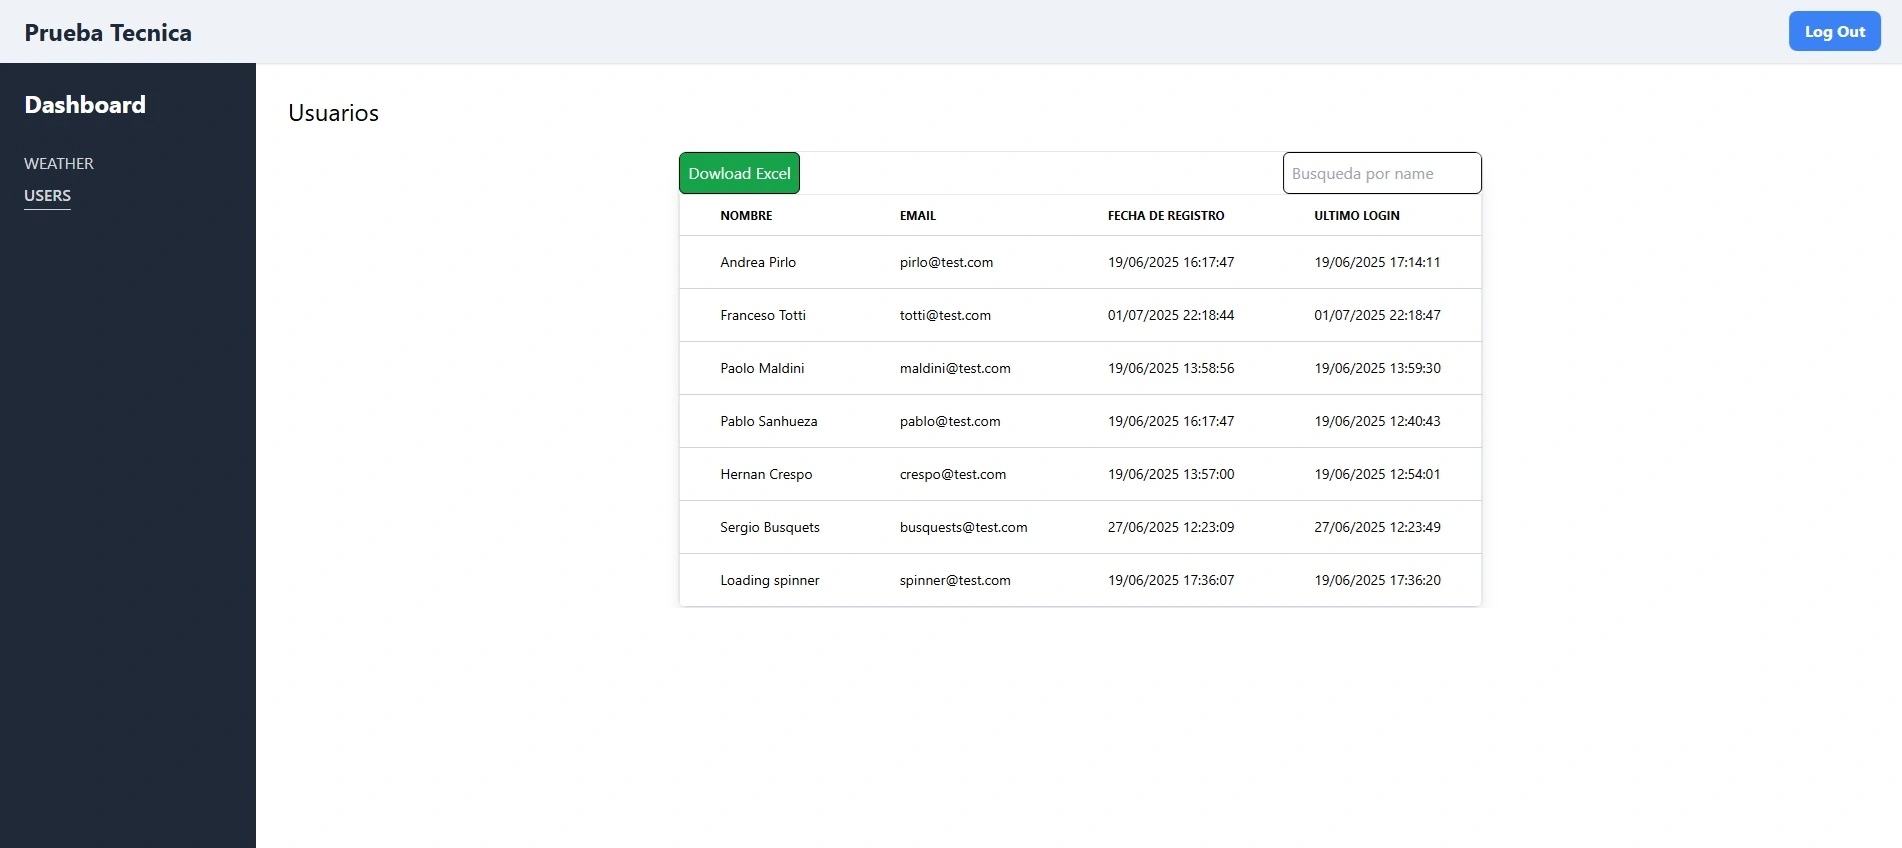 Prueba Tecnica
Log Out
Dashboard
WEATHER
USERS
Usuarios
Dowload Excel
Busqueda por name
NOMBRE EMAIL FECHA DE REGISTRO ULTIMO LOGIN
Andrea Pirlo pirlo@test.com 19/06/2025 16:17:47 19/06/2025 17:14:11
Franceso Totti totti@test.com 01/07/2025 22:18:44 01/07/2025 22:18:47
Paolo Maldini maldini@test.com 19/06/2025 13:58:56 19/06/2025 13:59:30
Pablo Sanhueza pablo@test.com 19/06/2025 16:17:47 19/06/2025 12:40:43
Hernan Crespo crespo@test.com 19/06/2025 13:57:00 19/06/2025 12:54:01
Sergio Busquets busquests@test.com 27/06/2025 12:23:09 27/06/2025 12:23:49
Loading spinner spinner@test.com 19/06/2025 17:36:07 19/06/2025 17:36:20